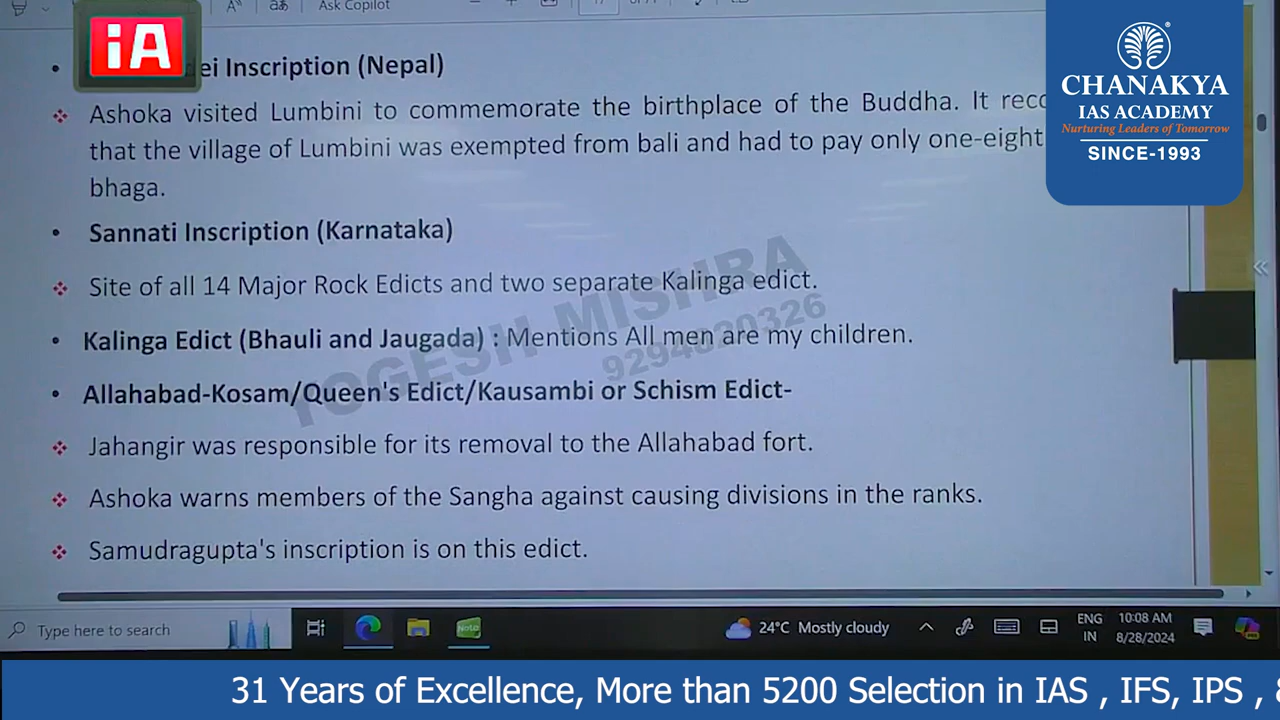 Ask Copilot
iA
dei Inscription (Nepal)
Ashoka visited Lumbini to commemorate the birthplace of the Buddha. It reco
that the village of Lumbini was exempted from bali and had to pay only one-eight
bhaga.
Sannati Inscription (Karnataka)
Site of all 14 Major Rock Edicts and two separate Kalinga edict.
Kalinga Edict (Bhauli and Jaugada) : Mentions All men are my children.
Allahabad-Kosam/Queen's Edict/Kausambi or Schism Edict-
Jahangir was responsible for its removal to the Allahabad fort.
Ashoka warns members of the Sangha against causing divisions in the ranks.
Samudragupta's inscription is on this edict.
YOGESH MISHRA
9294820326
CHANAKYA
IAS ACADEMY
Nurturing Leaders of Tomorrow
SINCE-1993
Type here to search
Note
24°C Mostly cloudy
ENG
IN
10:08 AM
8/28/2024
31 Years of Excellence, More than 5200 Selection in IAS , IFS, IPS ,